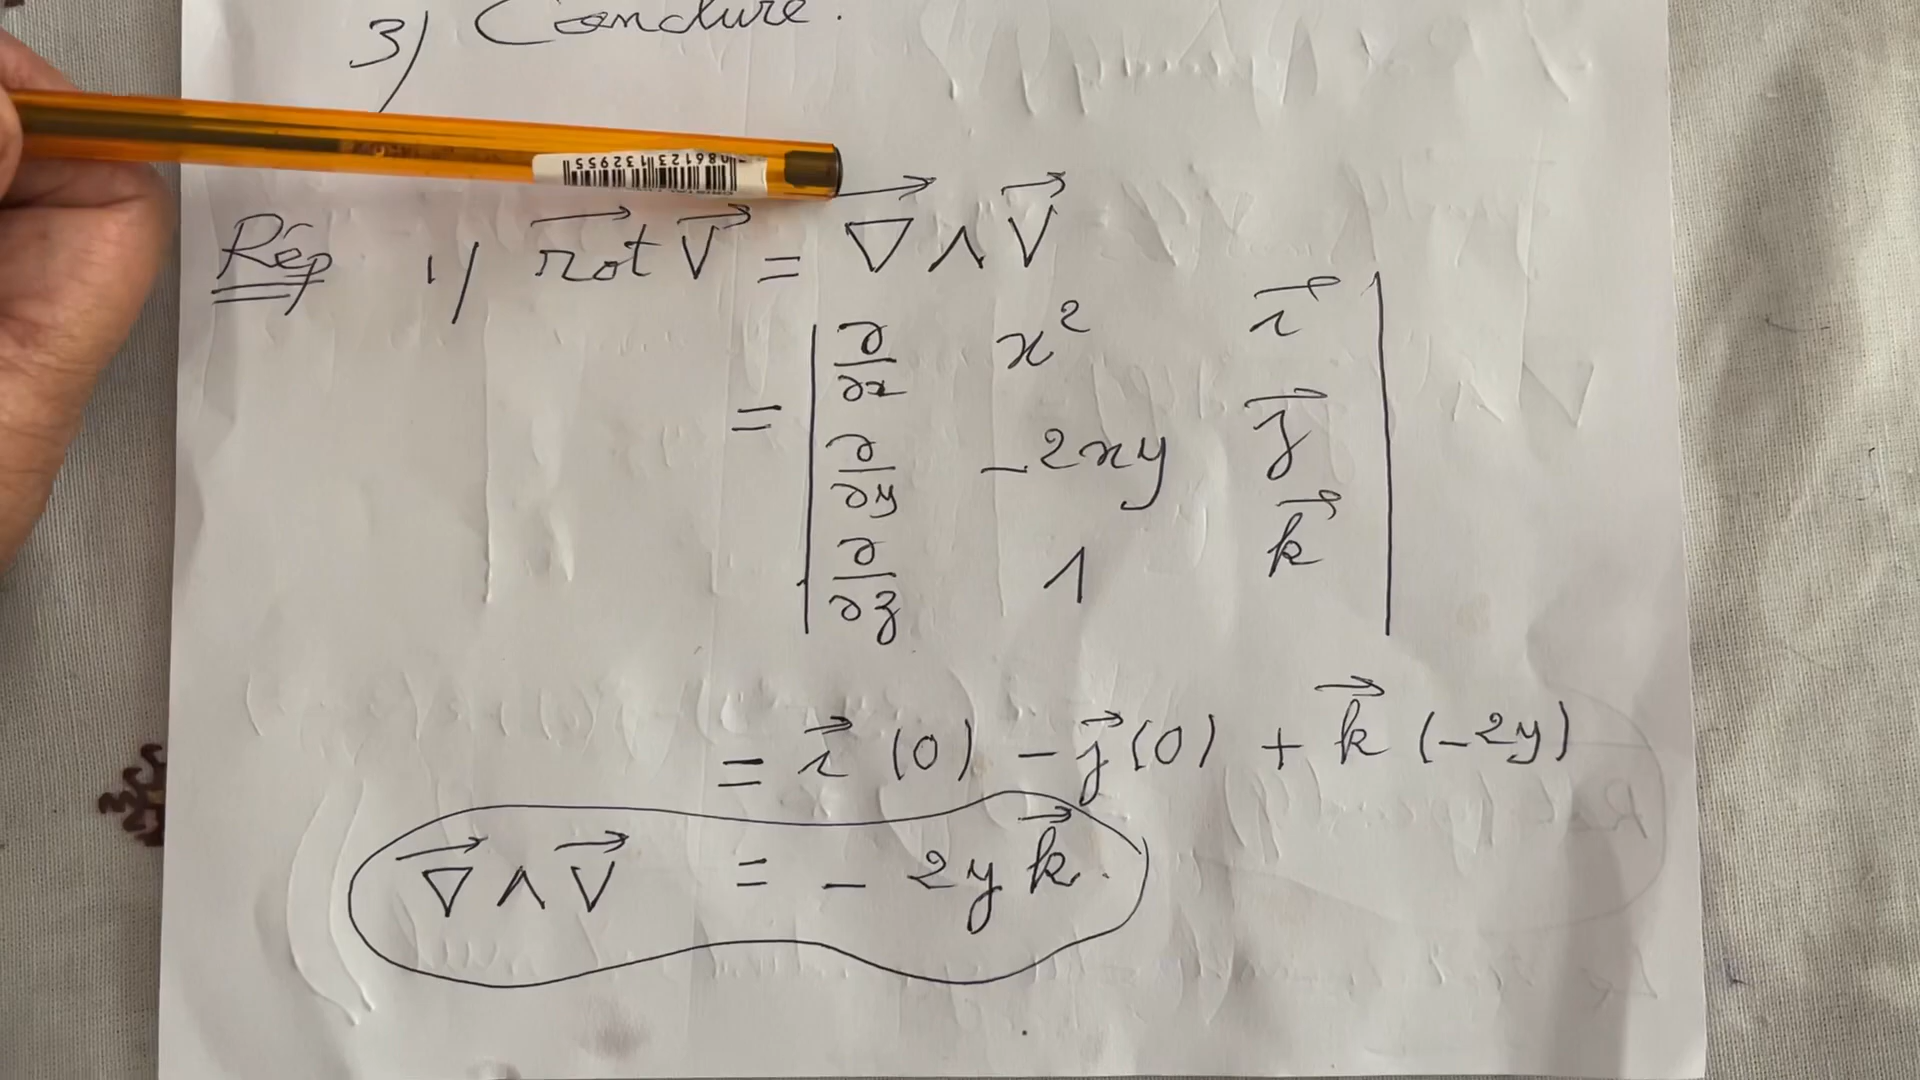 3) Conclure.
Rép 1) rot V = ∇ ∧ V
= | ∂/∂x x² i |
| ∂/∂y -2xy j |
| ∂/∂z 1 k |
= i (0) - j (0) + k (-2y)
∇ ∧ V = - 2y k.